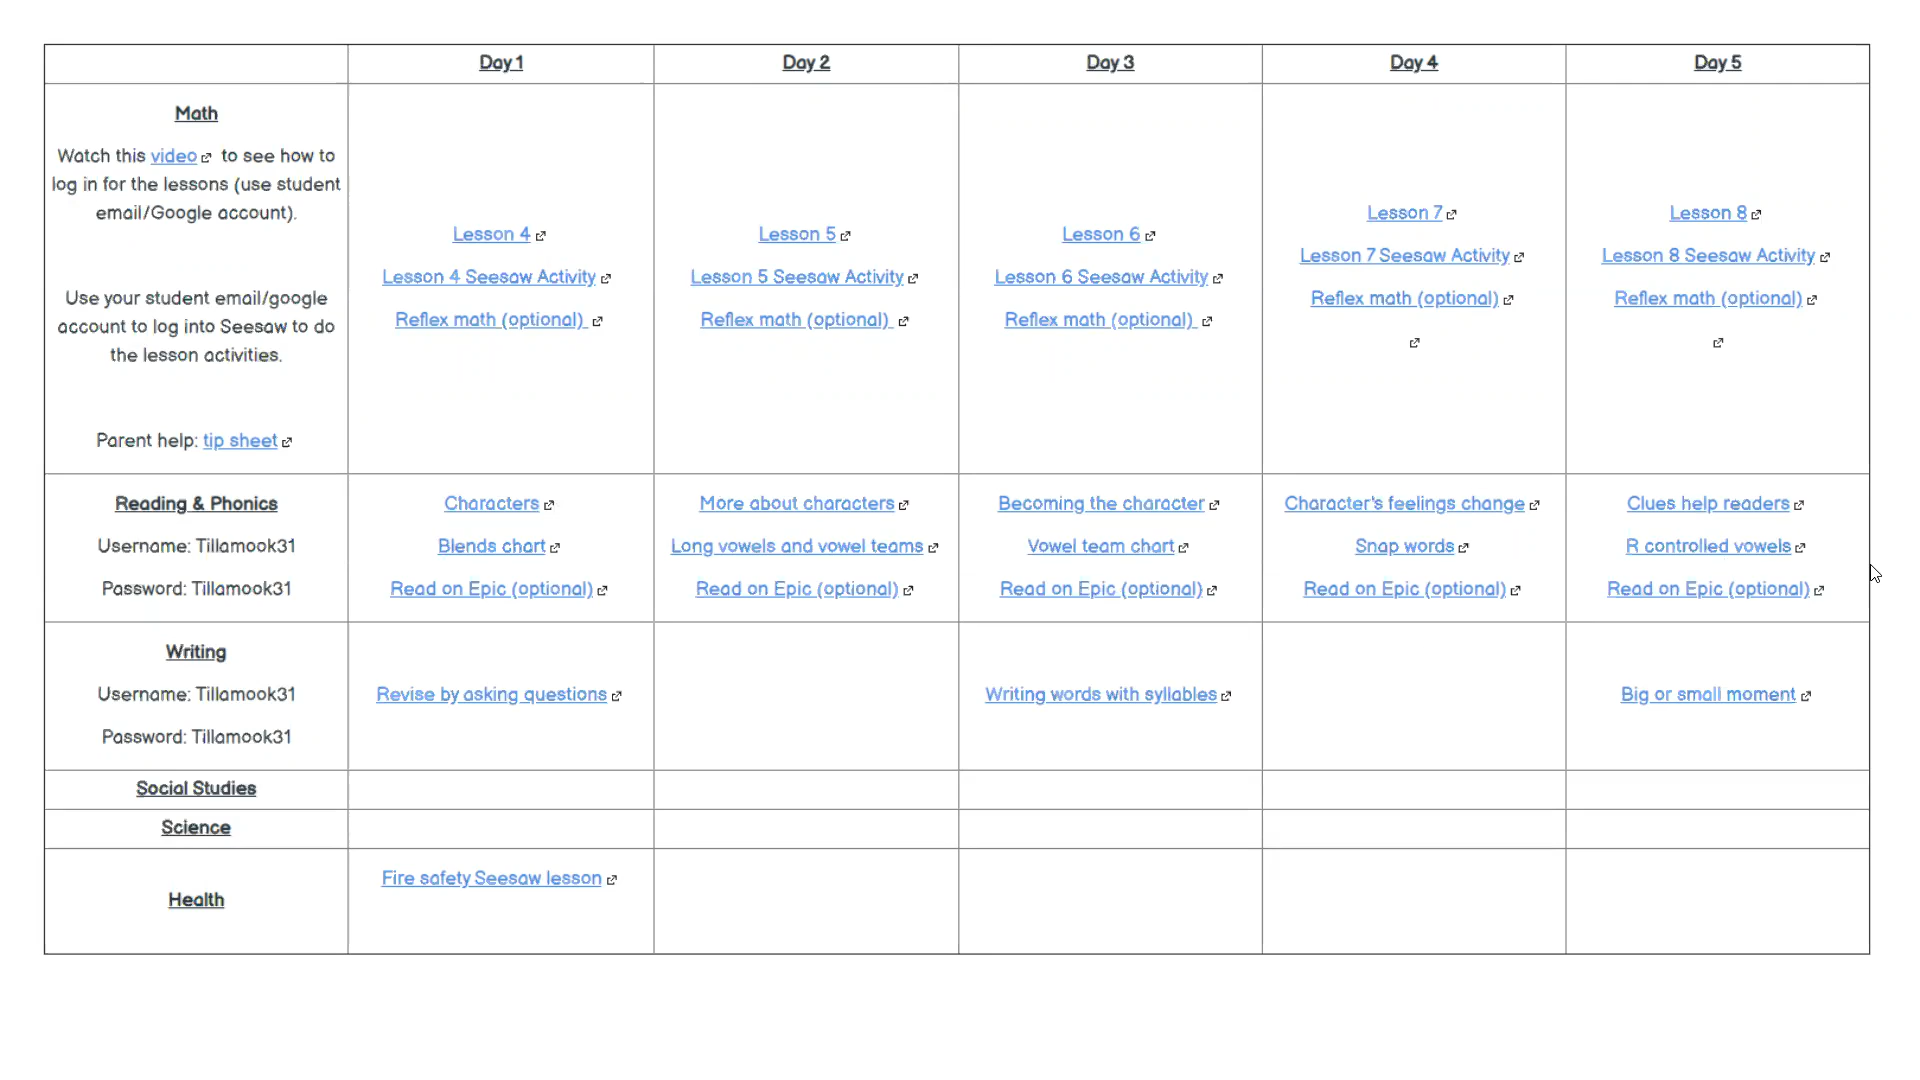 Day 1
Day 2
Day 3
Day 4
Day 5
Math
Watch this video to see how to
log in for the lessons (use student
email/Google account).
Use your student email/google
account to log into Seesaw to do
the lesson activities.
Parent help: tip sheet
Lesson 4
Lesson 4 Seesaw Activity
Reflex math (optional)
Lesson 5
Lesson 5 Seesaw Activity
Reflex math (optional)
Lesson 6
Lesson 6 Seesaw Activity
Reflex math (optional)
Lesson 7
Lesson 7 Seesaw Activity
Reflex math (optional)
Lesson 8
Lesson 8 Seesaw Activity
Reflex math (optional)
Reading & Phonics
Username: Tillamook31
Password: Tillamook31
Characters
Blends chart
Read on Epic (optional)
More about characters
Long vowels and vowel teams
Read on Epic (optional)
Becoming the character
Vowel team chart
Read on Epic (optional)
Character's feelings change
Snap words
Read on Epic (optional)
Clues help readers
R controlled vowels
Read on Epic (optional)
Writing
Username: Tillamook31
Password: Tillamook31
Revise by asking questions
Writing words with syllables
Big or small moment
Social Studies
Science
Health
Fire safety Seesaw lesson